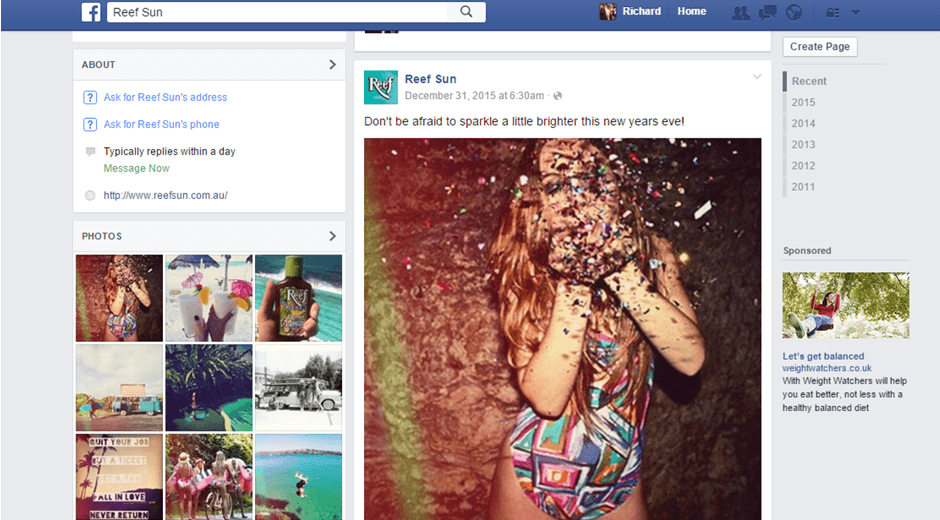 Reef Sun
Richard
Home
ABOUT
Ask for Reef Sun's address
Ask for Reef Sun's phone
Typically replies within a day
Message Now
http://www.reefsun.com.au/
PHOTOS
Reef
QUIT YOUR JOB
BUY A TICKET
GET A TAN
FALL IN LOVE
NEVER RETURN
Reef
Reef Sun
December 31, 2015 at 6:30am ·
Don't be afraid to sparkle a little brighter this new years eve!
Create Page
Recent
2015
2014
2013
2012
2011
Sponsored
Let's get balanced
weightwatchers.co.uk
With Weight Watchers will help
you eat better, not less with a
healthy balanced diet